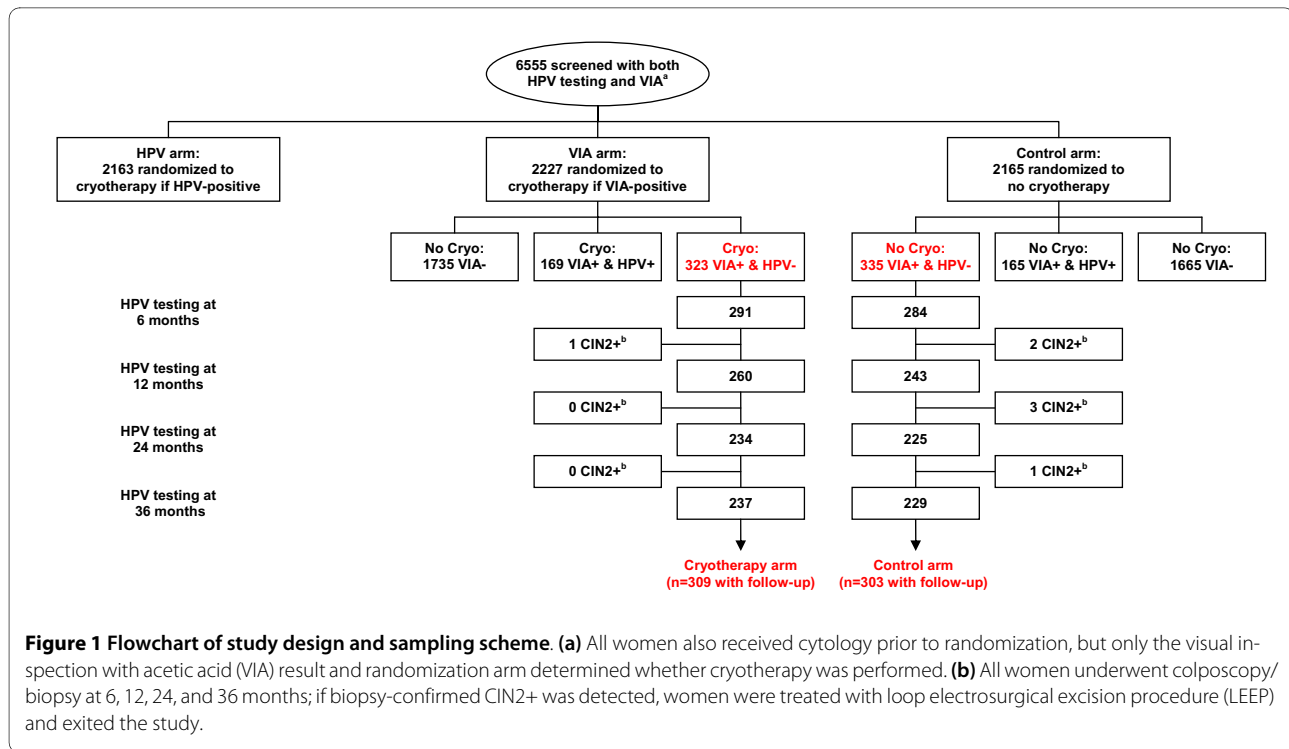 6555 screened with both
HPV testing and VIAa
HPV arm:
2163 randomized to
cryotherapy if HPV-positive
VIA arm:
2227 randomized to
cryotherapy if VIA-positive
Control arm:
2165 randomized to
no cryotherapy
No Cryo:
1735 VIA-
Cryo:
169 VIA+ & HPV+
Cryo:
323 VIA+ & HPV-
No Cryo:
335 VIA+ & HPV-
No Cryo:
165 VIA+ & HPV+
No Cryo:
1665 VIA-
HPV testing at
6 months
291
284
1 CIN2+b
2 CIN2+b
HPV testing at
12 months
260
243
0 CIN2+b
3 CIN2+b
HPV testing at
24 months
234
225
0 CIN2+b
1 CIN2+b
HPV testing at
36 months
237
229
Cryotherapy arm
(n=309 with follow-up)
Control arm
(n=303 with follow-up)
Figure 1 Flowchart of study design and sampling scheme. (a) All women also received cytology prior to randomization, but only the visual in-
spection with acetic acid (VIA) result and randomization arm determined whether cryotherapy was performed. (b) All women underwent colposcopy/
biopsy at 6, 12, 24, and 36 months; if biopsy-confirmed CIN2+ was detected, women were treated with loop electrosurgical excision procedure (LEEP)
and exited the study.